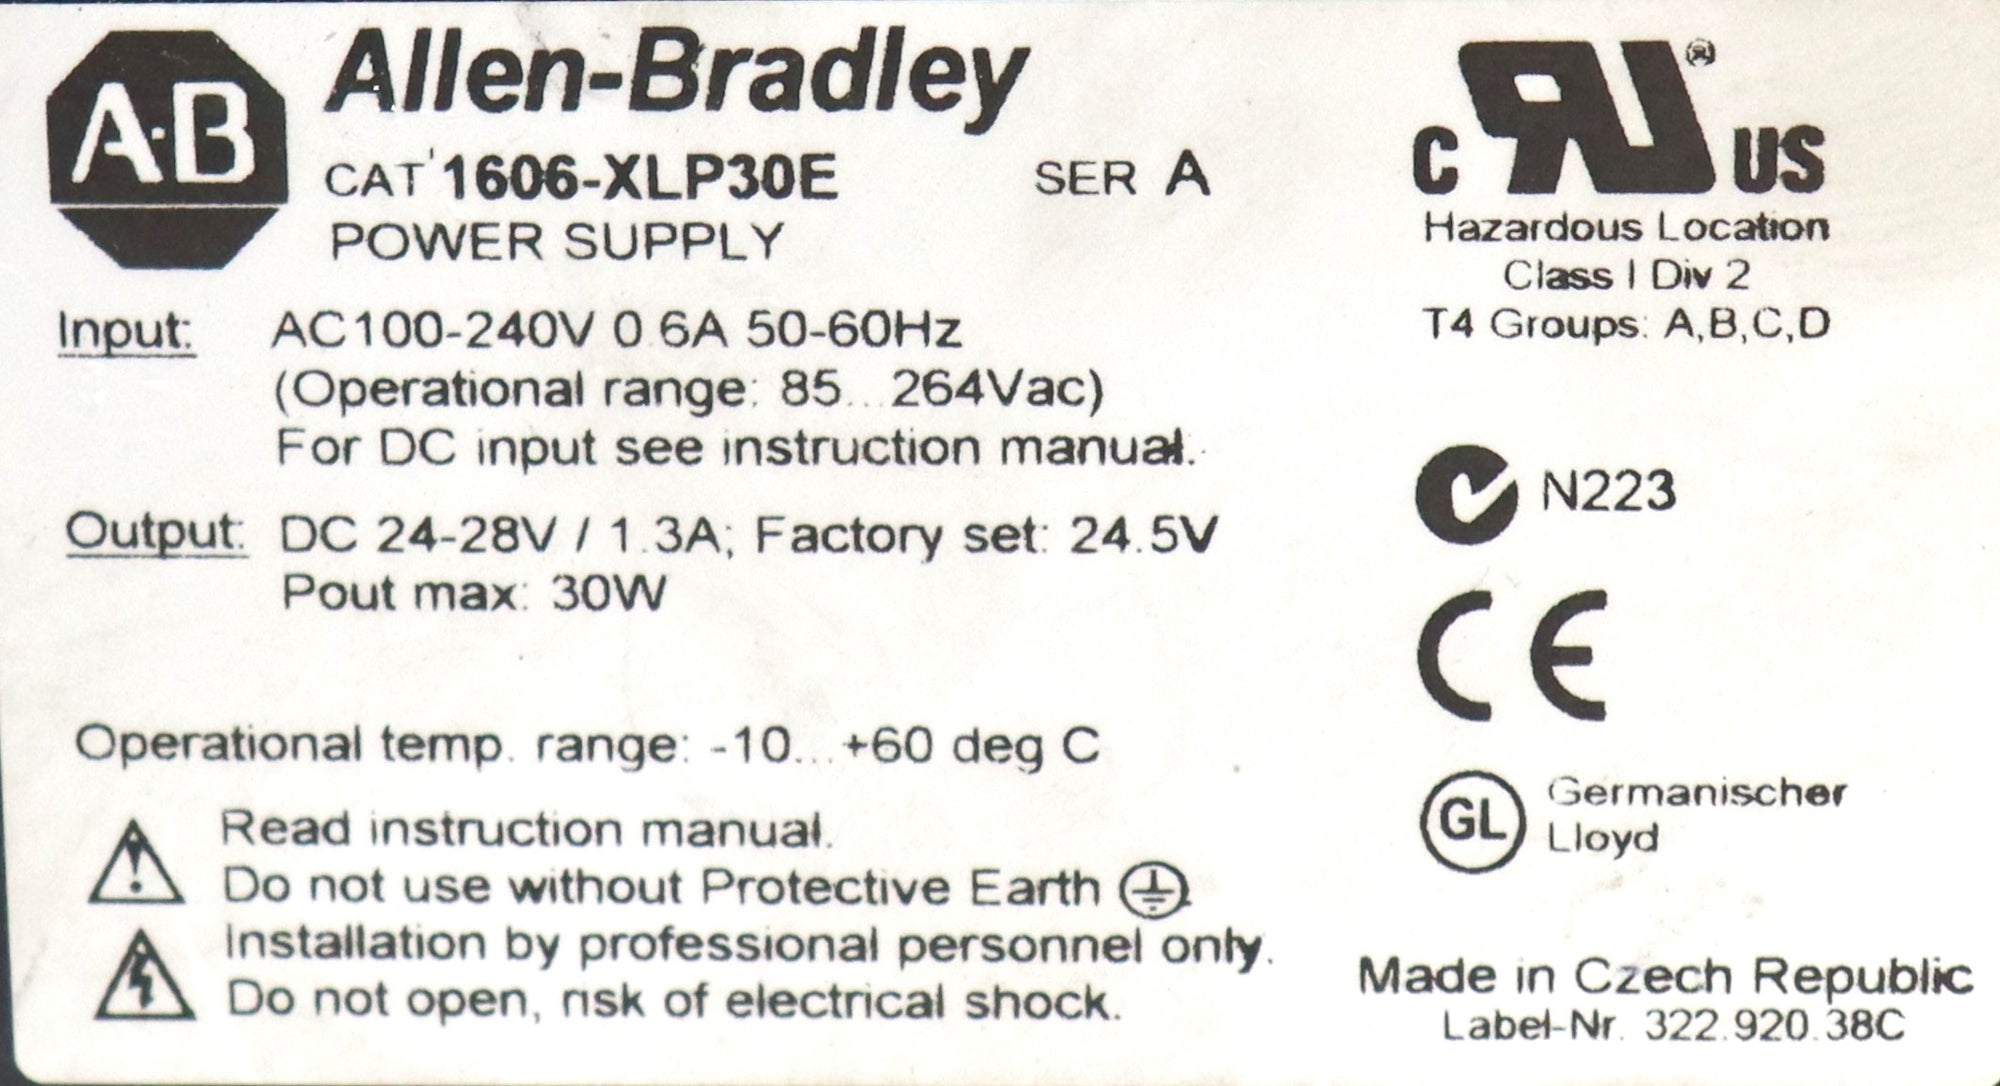 A-B Allen-Bradley
CAT 1606-XLP30E SER A
POWER SUPPLY
Input: AC100-240V 0.6A 50-60Hz
(Operational range: 85...264Vac)
For DC input see instruction manual.
Output: DC 24-28V / 1.3A; Factory set: 24.5V
Pout max: 30W
Operational temp. range: -10...+60 deg C
Read instruction manual.
Do not use without Protective Earth
Installation by professional personnel only.
Do not open, risk of electrical shock.
C RU ® US
Hazardous Location
Class I Div 2
T4 Groups: A,B,C,D
N223
CE
GL Germanischer
Lloyd
Made in Czech Republic
Label-Nr. 322.920.38C